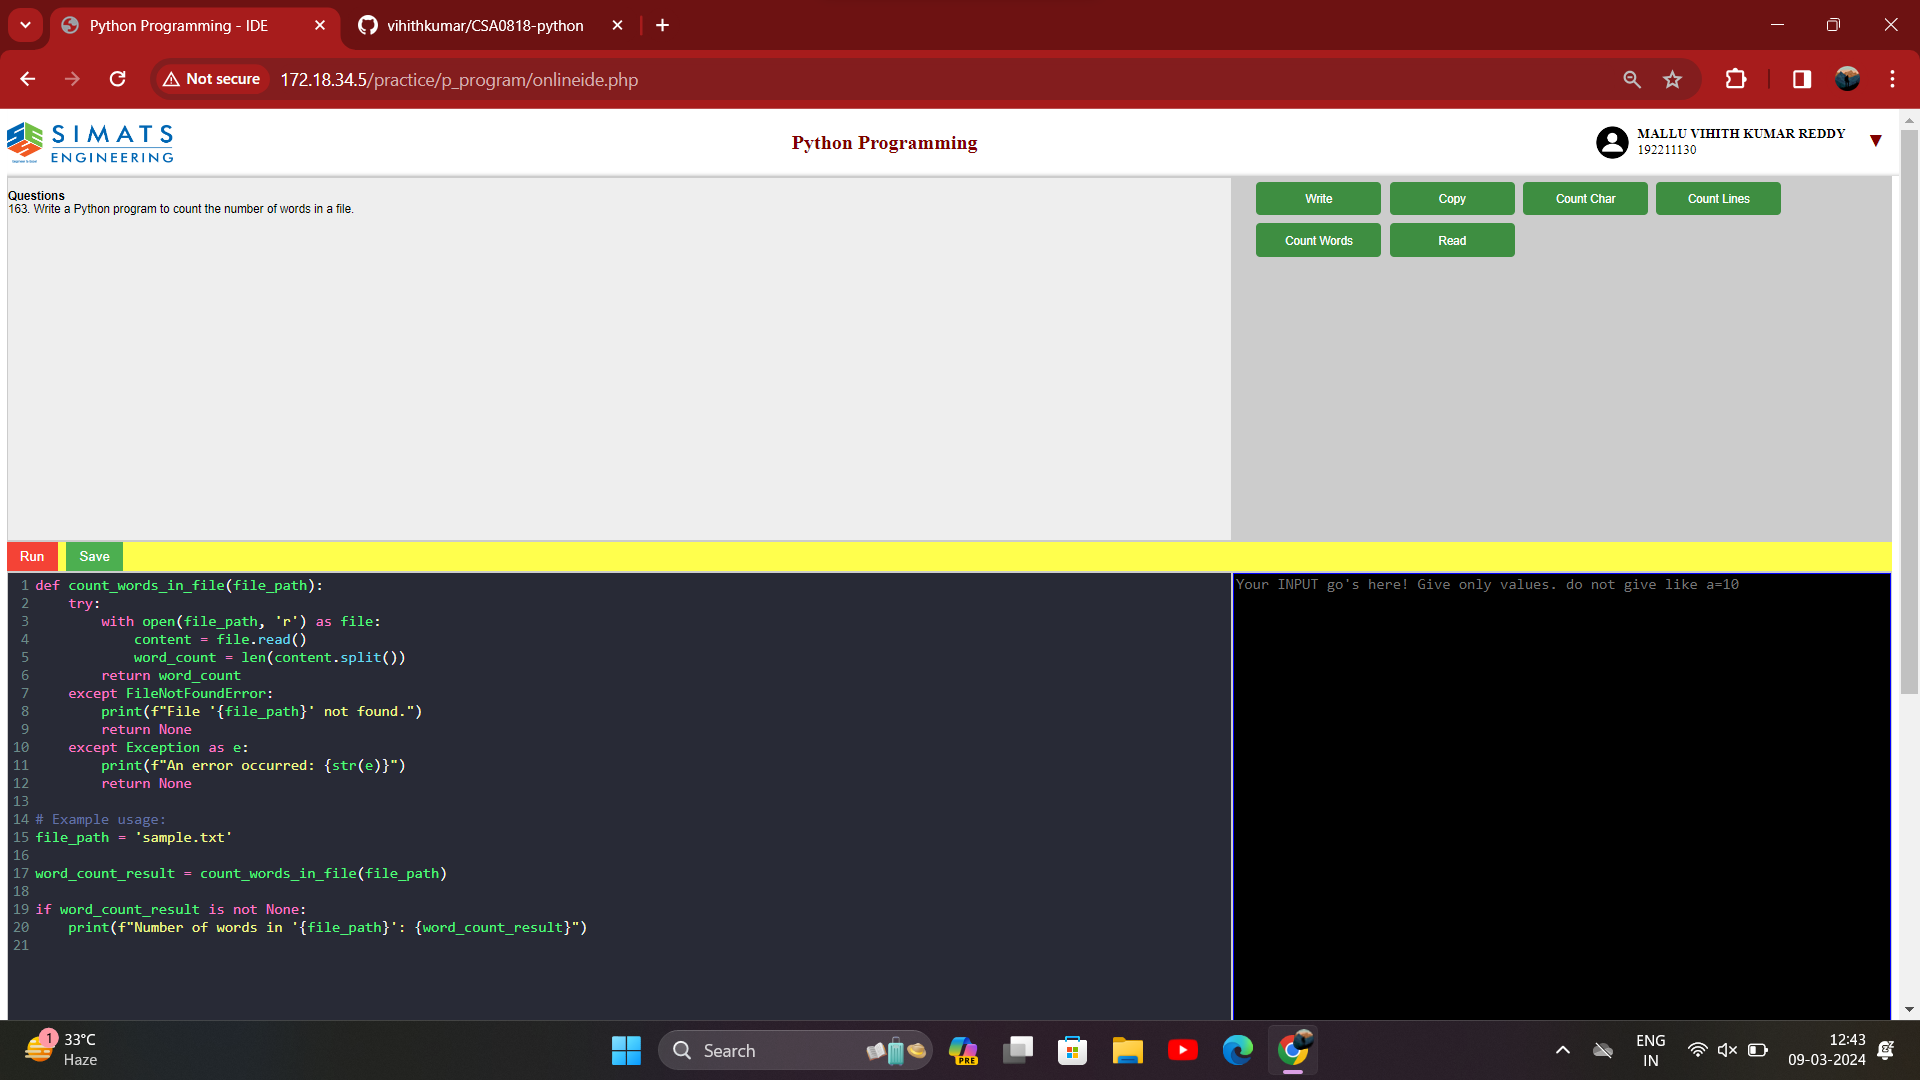 Python Programming - IDE
vihithkumar/CSA0818-python
Not secure
172.18.34.5/practice/p_program/onlineide.php
SIMATS
ENGINEERING
Python Programming
MALLU VIHITH KUMAR REDDY
192211130
Questions
163. Write a Python program to count the number of words in a file.
Write
Copy
Count Char
Count Lines
Count Words
Read
Run
Save
1 def count_words_in_file(file_path):
2     try:
3         with open(file_path, 'r') as file:
4             content = file.read()
5             word_count = len(content.split())
6         return word_count
7     except FileNotFoundError:
8         print(f"File '{file_path}' not found.")
9         return None
10     except Exception as e:
11         print(f"An error occurred: {str(e)}")
12         return None
13
14 # Example usage:
15 file_path = 'sample.txt'
16
17 word_count_result = count_words_in_file(file_path)
18
19 if word_count_result is not None:
20     print(f"Number of words in '{file_path}': {word_count_result}")
21
Your INPUT go's here! Give only values. do not give like a=10
1
33°C
Haze
Search
PRE
ENG
IN
12:43
09-03-2024